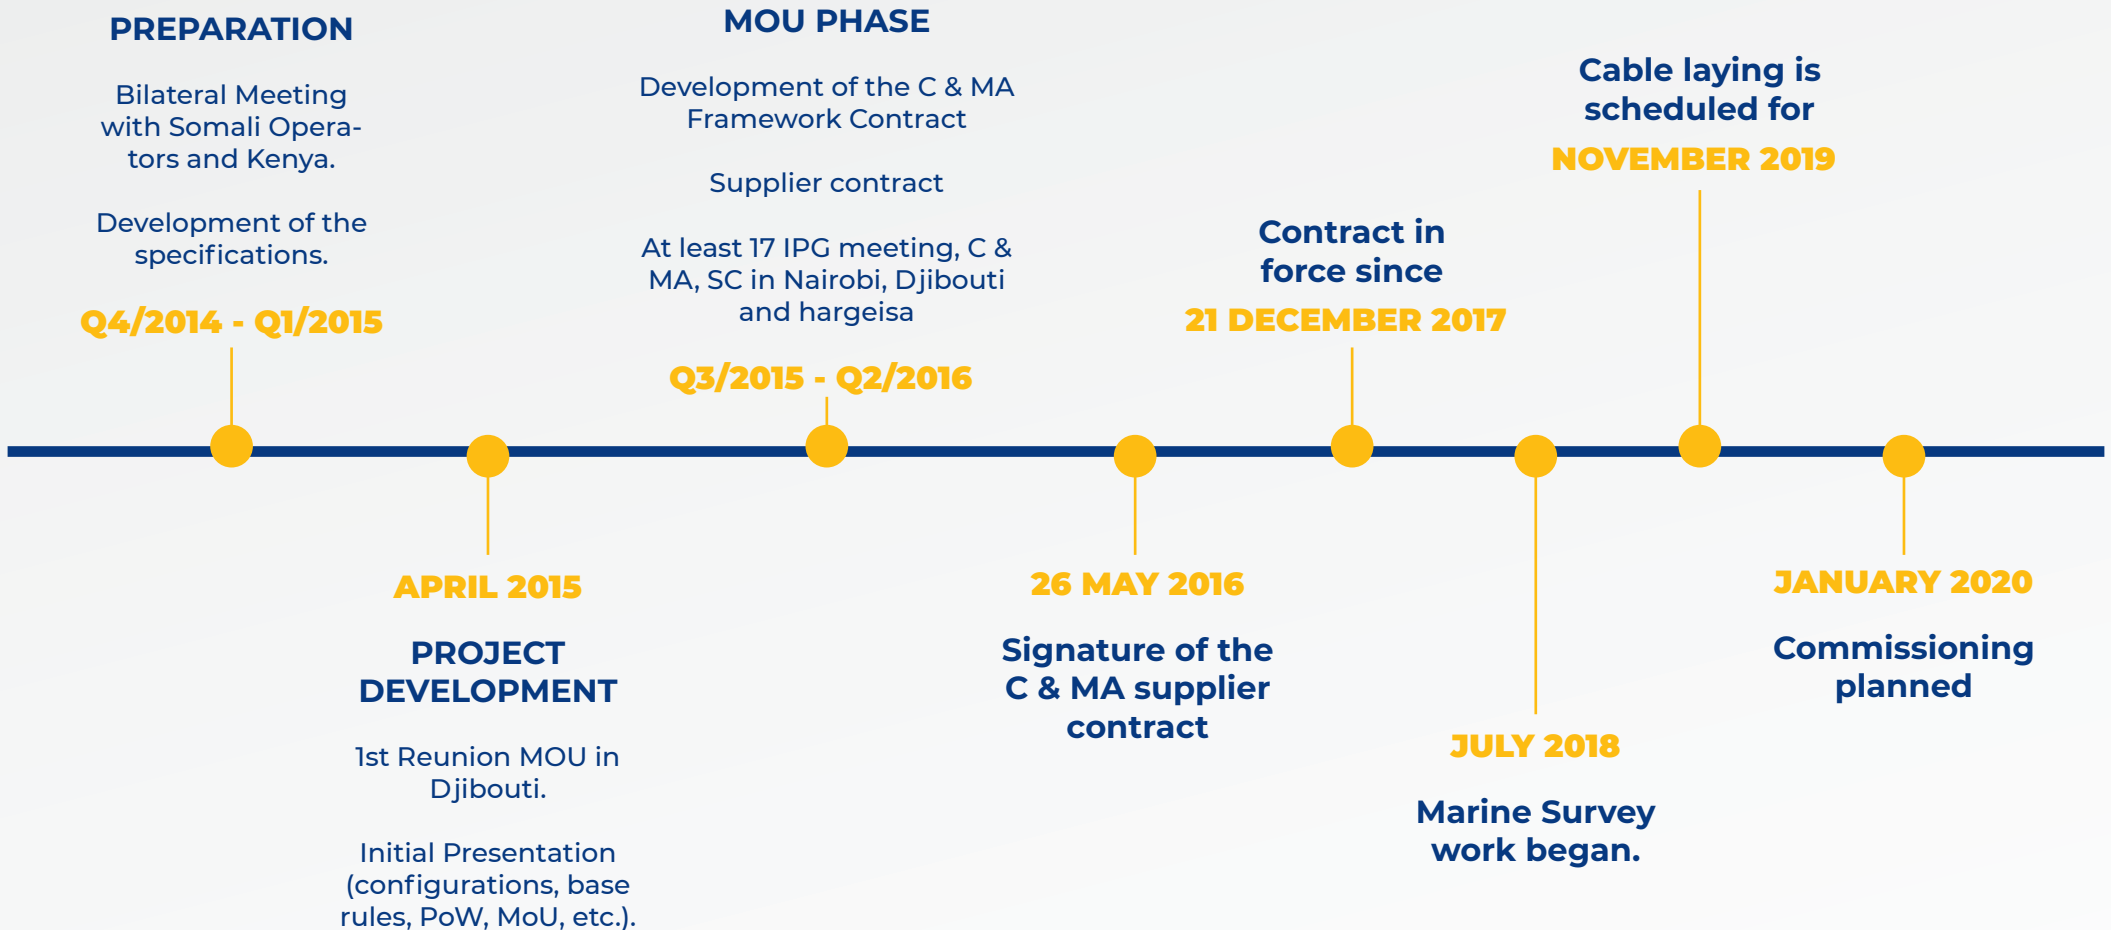 PREPARATION
Bilateral Meeting
with Somali Opera-
tors and Kenya.
Development of the
specifications.
Q4/2014 - Q1/2015
APRIL 2015
PROJECT
DEVELOPMENT
1st Reunion MOU in
Djibouti.
Initial Presentation
(configurations, base
rules, PoW, MoU, etc.).
MOU PHASE
Development of the C & MA
Framework Contract
Supplier contract
At least 17 IPG meeting, C &
MA, SC in Nairobi, Djibouti
and hargeisa
Q3/2015 - Q2/2016
26 MAY 2016
Signature of the
C & MA supplier
contract
Contract in
force since
21 DECEMBER 2017
JULY 2018
Marine Survey
work began.
Cable laying is
scheduled for
NOVEMBER 2019
JANUARY 2020
Commissioning
planned